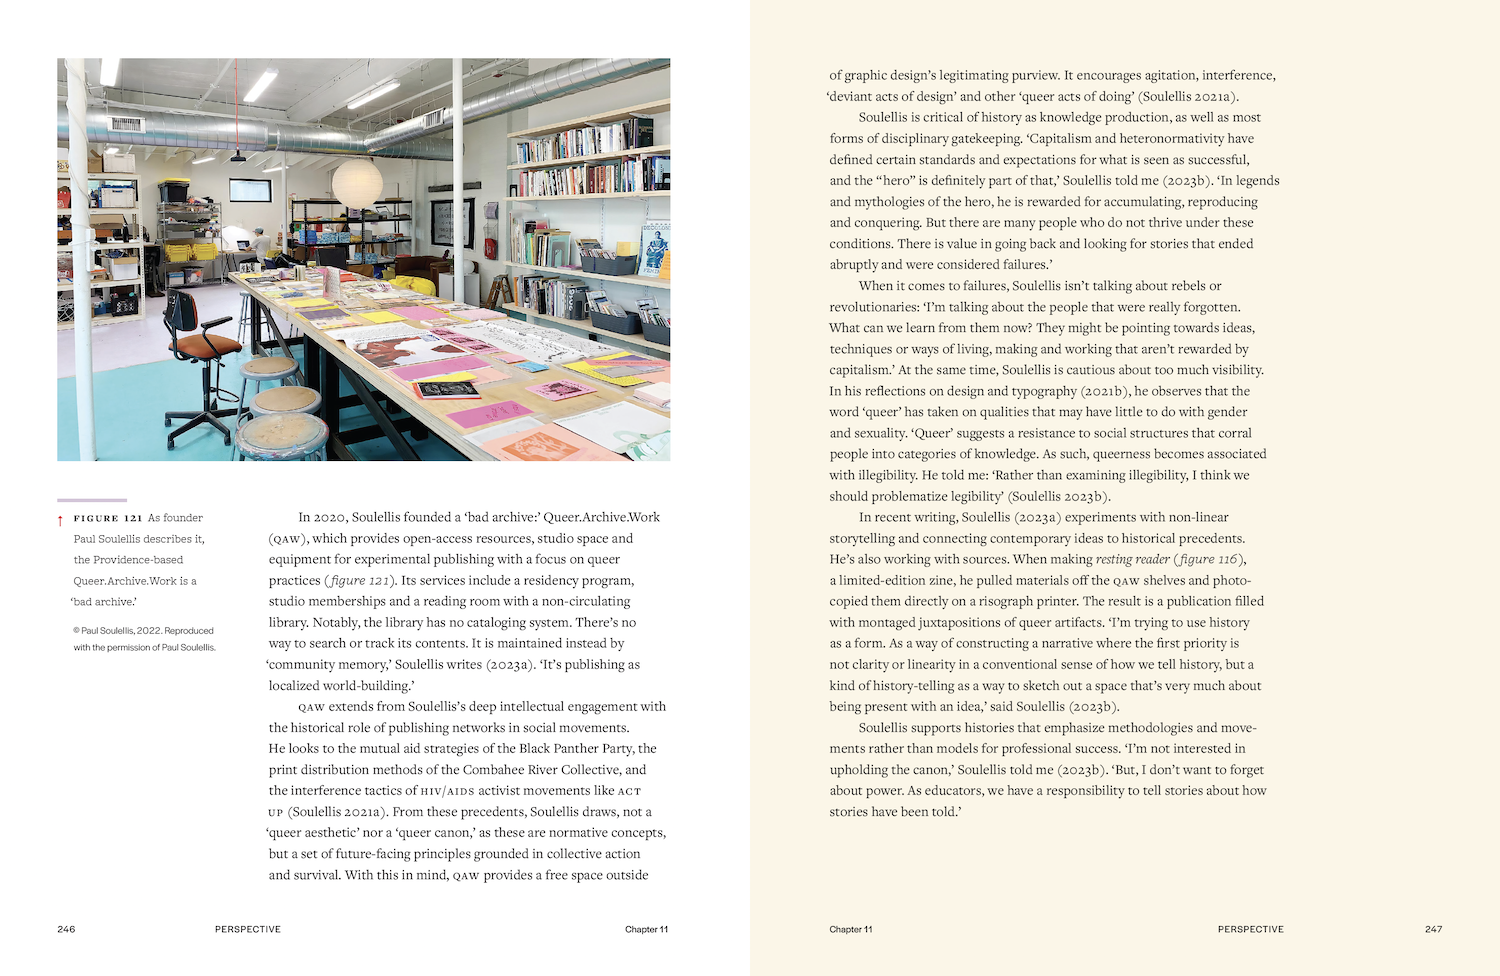 ↑ FIGURE 121 As founder
Paul Soulellis describes it,
the Providence-based
Queer.Archive.Work is a
‘bad archive.’
© Paul Soulellis, 2022. Reproduced
with the permission of Paul Soulellis.
In 2020, Soulellis founded a ‘bad archive:’ Queer.Archive.Work
(QAW), which provides open-access resources, studio space and
equipment for experimental publishing with a focus on queer
practices (figure 121). Its services include a residency program,
studio memberships and a reading room with a non-circulating
library. Notably, the library has no cataloging system. There’s no
way to search or track its contents. It is maintained instead by
‘community memory,’ Soulellis writes (2023a). ‘It’s publishing as
localized world-building.’
QAW extends from Soulellis’s deep intellectual engagement with
the historical role of publishing networks in social movements.
He looks to the mutual aid strategies of the Black Panther Party, the
print distribution methods of the Combahee River Collective, and
the interference tactics of HIV/AIDS activist movements like ACT
UP (Soulellis 2021a). From these precedents, Soulellis draws, not a
‘queer aesthetic’ nor a ‘queer canon,’ as these are normative concepts,
but a set of future-facing principles grounded in collective action
and survival. With this in mind, QAW provides a free space outside
246 PERSPECTIVE Chapter 11
of graphic design’s legitimating purview. It encourages agitation, interference,
‘deviant acts of design’ and other ‘queer acts of doing’ (Soulellis 2021a).
Soulellis is critical of history as knowledge production, as well as most
forms of disciplinary gatekeeping. ‘Capitalism and heteronormativity have
defined certain standards and expectations for what is seen as successful,
and the “hero” is definitely part of that,’ Soulellis told me (2023b). ‘In legends
and mythologies of the hero, he is rewarded for accumulating, reproducing
and conquering. But there are many people who do not thrive under these
conditions. There is value in going back and looking for stories that ended
abruptly and were considered failures.’
When it comes to failures, Soulellis isn’t talking about rebels or
revolutionaries: ‘I’m talking about the people that were really forgotten.
What can we learn from them now? They might be pointing towards ideas,
techniques or ways of living, making and working that aren’t rewarded by
capitalism.’ At the same time, Soulellis is cautious about too much visibility.
In his reflections on design and typography (2021b), he observes that the
word ‘queer’ has taken on qualities that may have little to do with gender
and sexuality. ‘Queer’ suggests a resistance to social structures that corral
people into categories of knowledge. As such, queerness becomes associated
with illegibility. He told me: ‘Rather than examining illegibility, I think we
should problematize legibility’ (Soulellis 2023b).
In recent writing, Soulellis (2023a) experiments with non-linear
storytelling and connecting contemporary ideas to historical precedents.
He’s also working with sources. When making resting reader (figure 116),
a limited-edition zine, he pulled materials off the QAW shelves and photo-
copied them directly on a risograph printer. The result is a publication filled
with montaged juxtapositions of queer artifacts. ‘I’m trying to use history
as a form. As a way of constructing a narrative where the first priority is
not clarity or linearity in a conventional sense of how we tell history, but a
kind of history-telling as a way to sketch out a space that’s very much about
being present with an idea,’ said Soulellis (2023b).
Soulellis supports histories that emphasize methodologies and move-
ments rather than models for professional success. ‘I’m not interested in
upholding the canon,’ Soulellis told me (2023b). ‘But, I don’t want to forget
about power. As educators, we have a responsibility to tell stories about how
stories have been told.’
Chapter 11 PERSPECTIVE 247